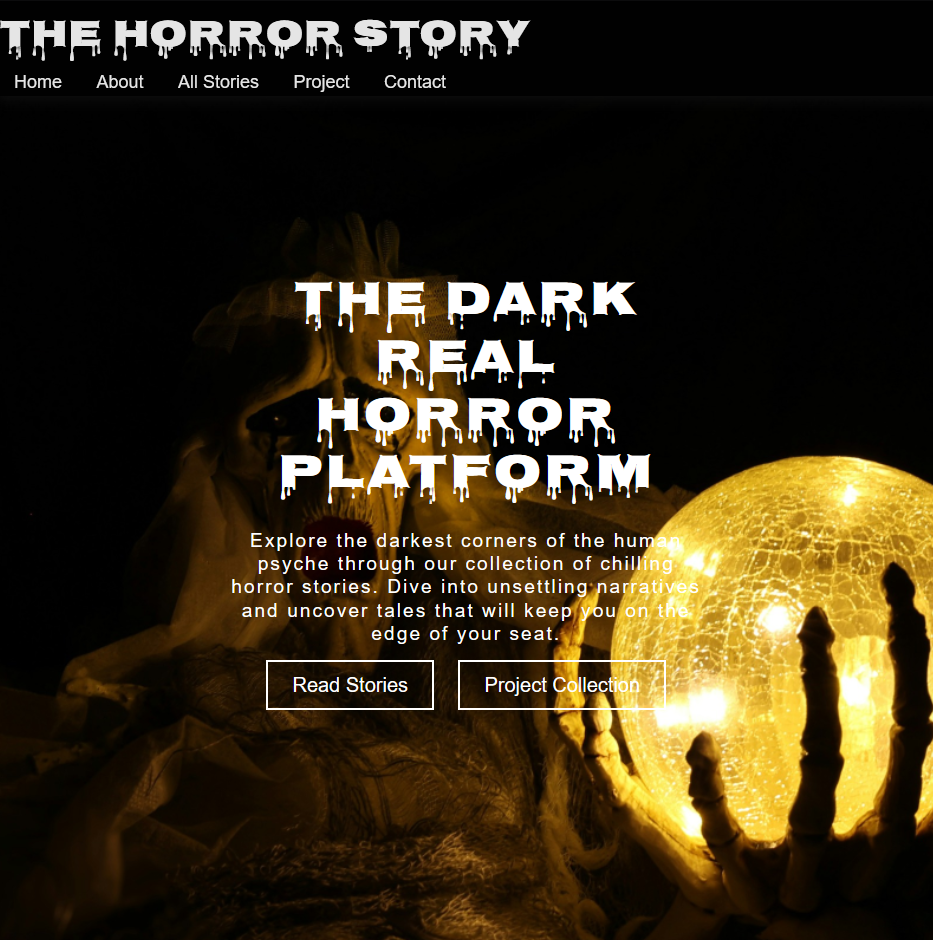 THE HORROR STORY
Home About All Stories Project Contact
THE DARK
REAL
HORROR
PLATFORM
Explore the darkest corners of the human
psyche through our collection of chilling
horror stories. Dive into unsettling narratives
and uncover tales that will keep you on the
edge of your seat.
Read Stories Project Collection